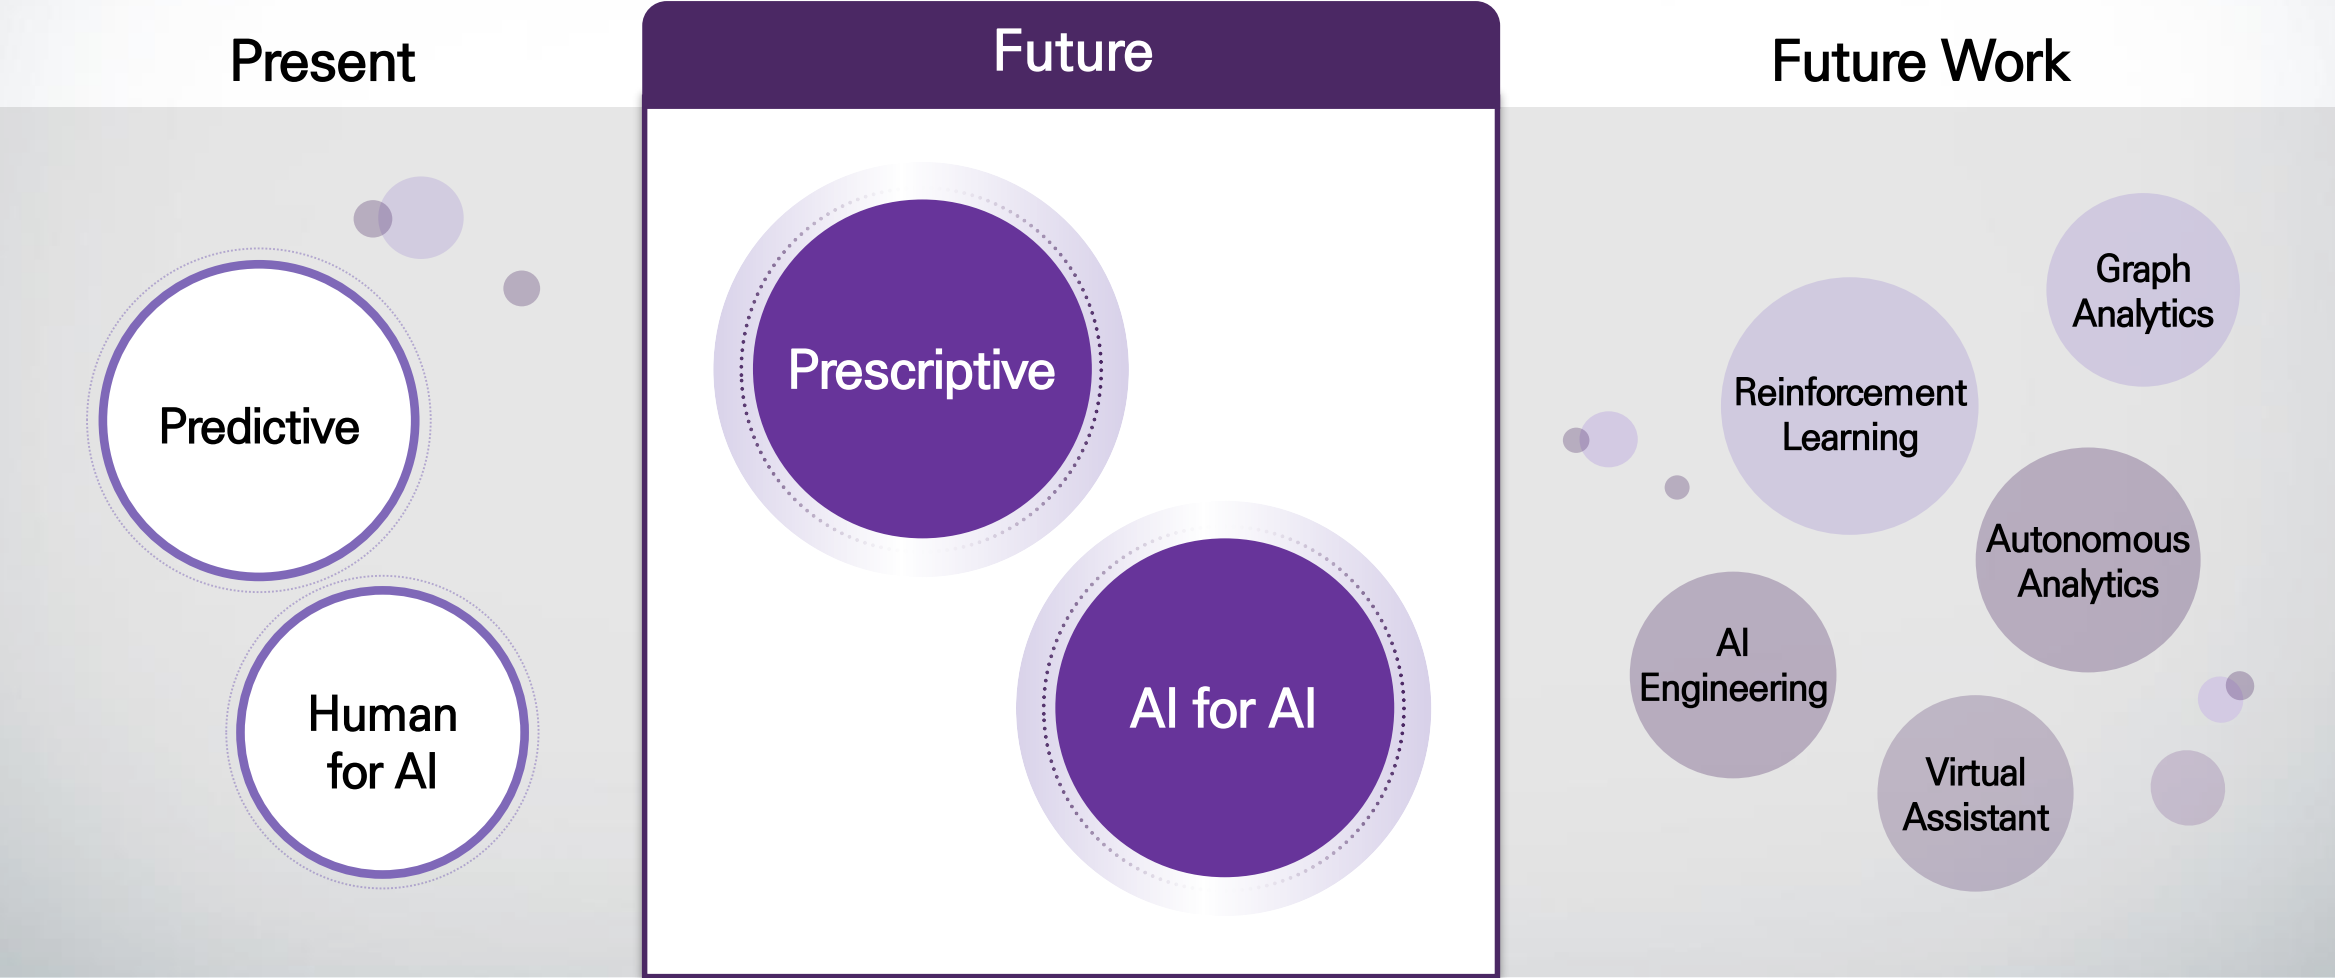 Present
Predictive
Human
for AI
Future
Prescriptive
AI for AI
Future Work
Graph
Analytics
Reinforcement
Learning
Autonomous
Analytics
AI
Engineering
Virtual
Assistant